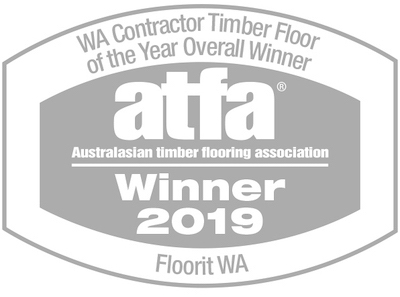 WA Contractor Timber Floor
of the Year Overall Winner
atfa®
Australasian timber flooring association
Winner
2019
Floorit WA